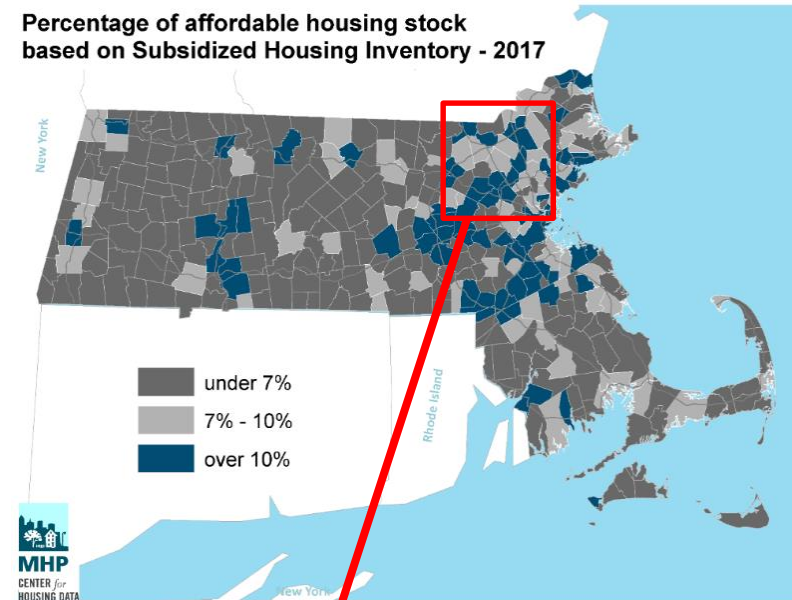 Percentage of affordable housing stock
based on Subsidized Housing Inventory - 2017
New York
under 7%
7% - 10%
over 10%
Rhode Island
MHP
CENTER for
HOUSING DATA
New York